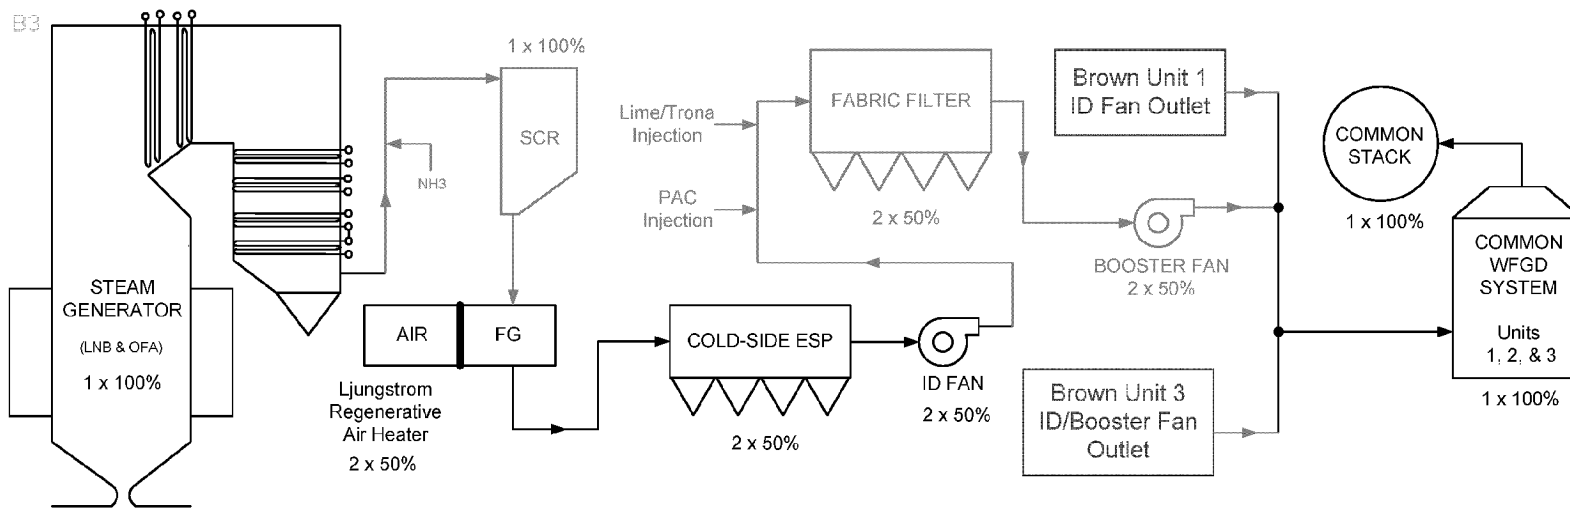 B3
STEAM
GENERATOR
(LNB & OFA)
1 x 100%
NH3
1 x 100%
SCR
AIR
FG
Ljungstrom
Regenerative
Air Heater
2 x 50%
COLD-SIDE ESP
2 x 50%
ID FAN
2 x 50%
Lime/Trona
Injection
PAC
Injection
FABRIC FILTER
2 x 50%
BOOSTER FAN
2 x 50%
Brown Unit 1
ID Fan Outlet
Brown Unit 3
ID/Booster Fan
Outlet
COMMON
STACK
1 x 100%
COMMON
WFGD
SYSTEM
Units
1, 2, & 3
1 x 100%